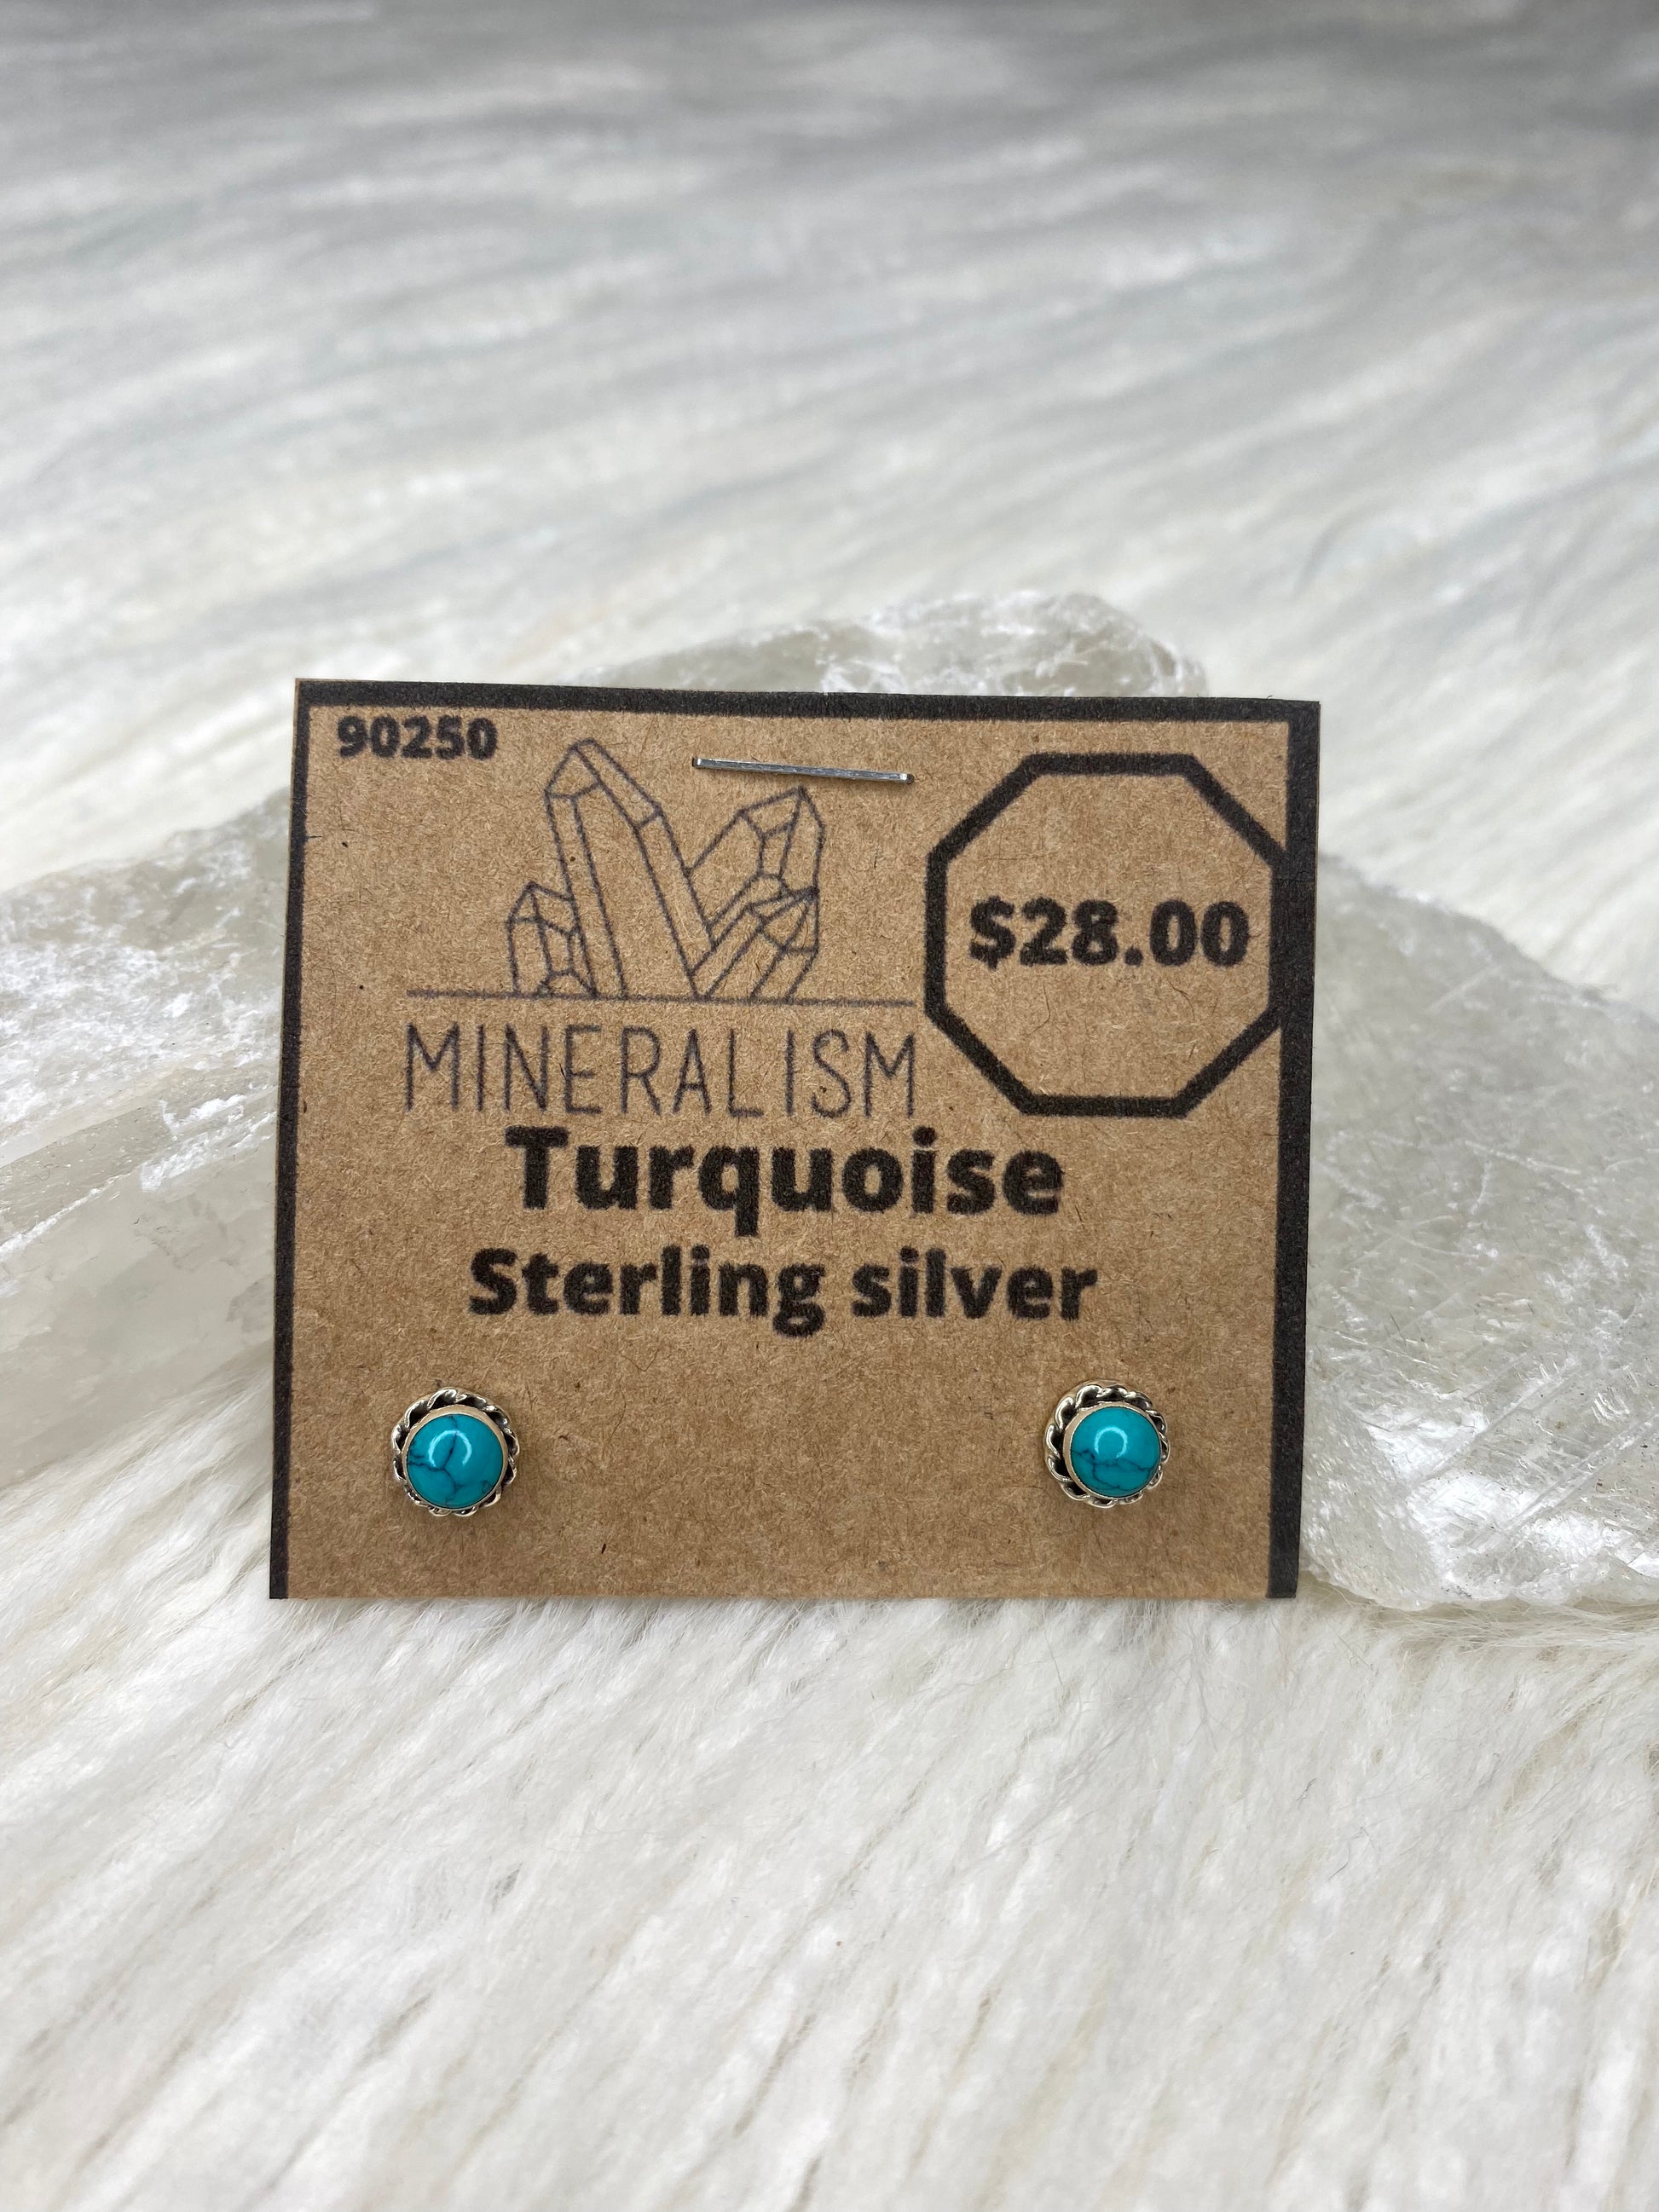 90250
$28.00
MINERALISM
Turquoise
Sterling silver